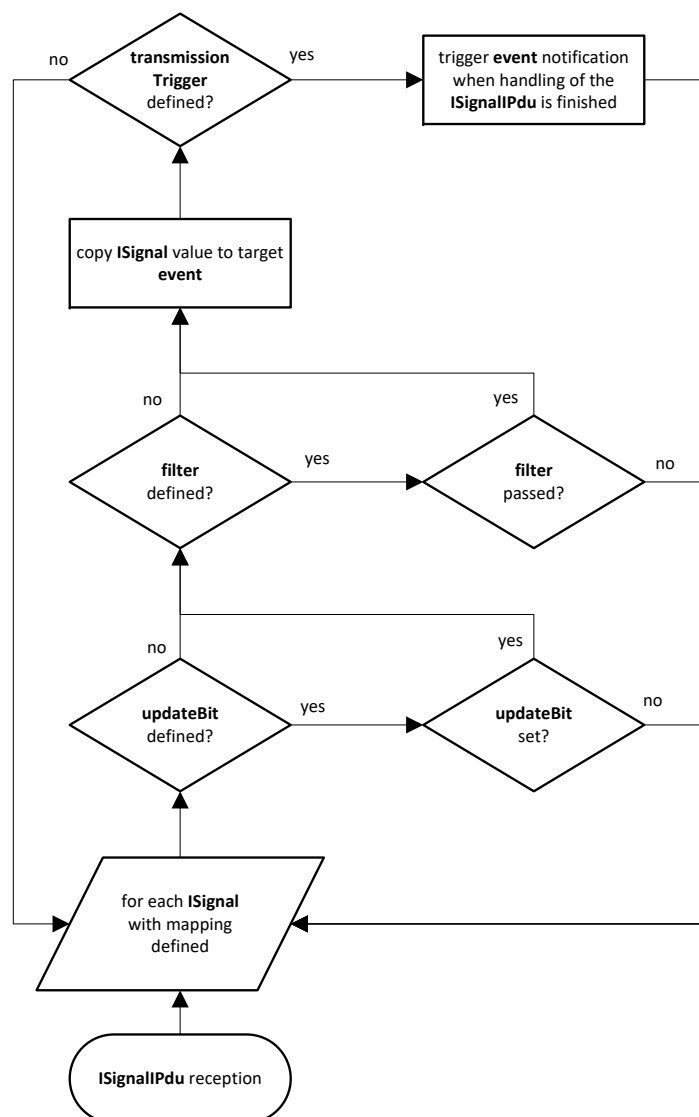 no
transmission
Trigger
defined?
yes
trigger event notification
when handling of the
ISignalIPdu is finished
copy ISignal value to target
event
no
yes
filter
defined?
yes
filter
passed?
no
no
yes
updateBit
defined?
yes
updateBit
set?
no
for each ISignal
with mapping
defined
ISignalIPdu reception